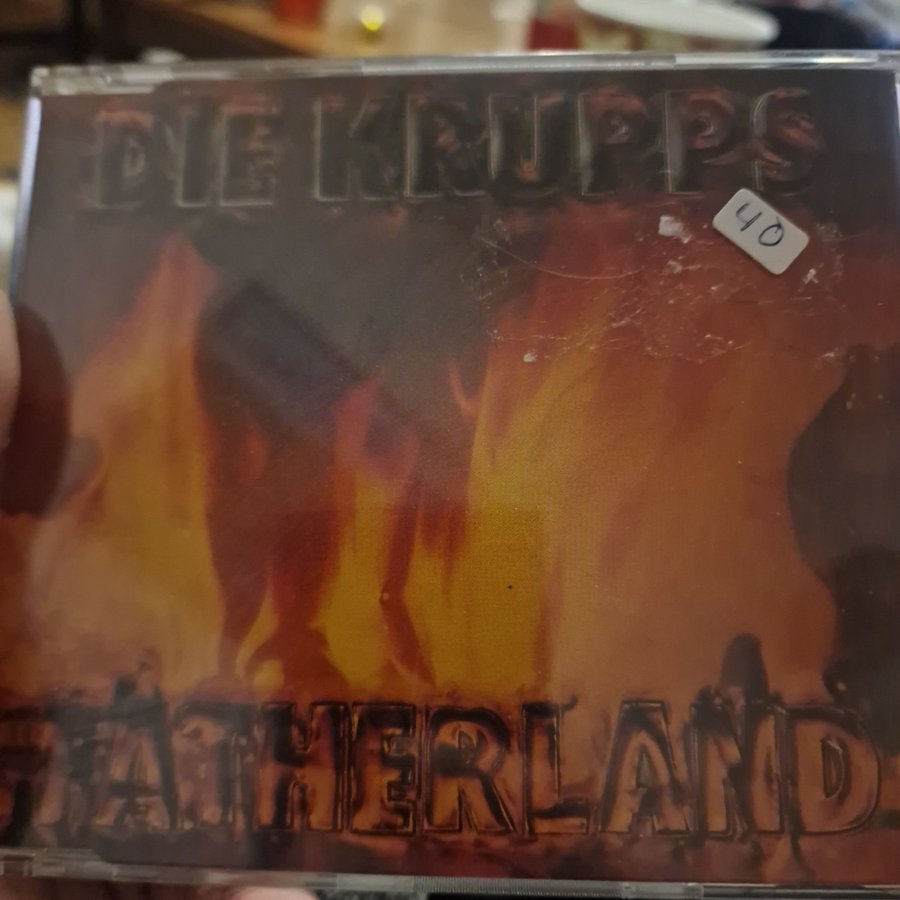 DIE KRUPPS
40
FATHERLAND